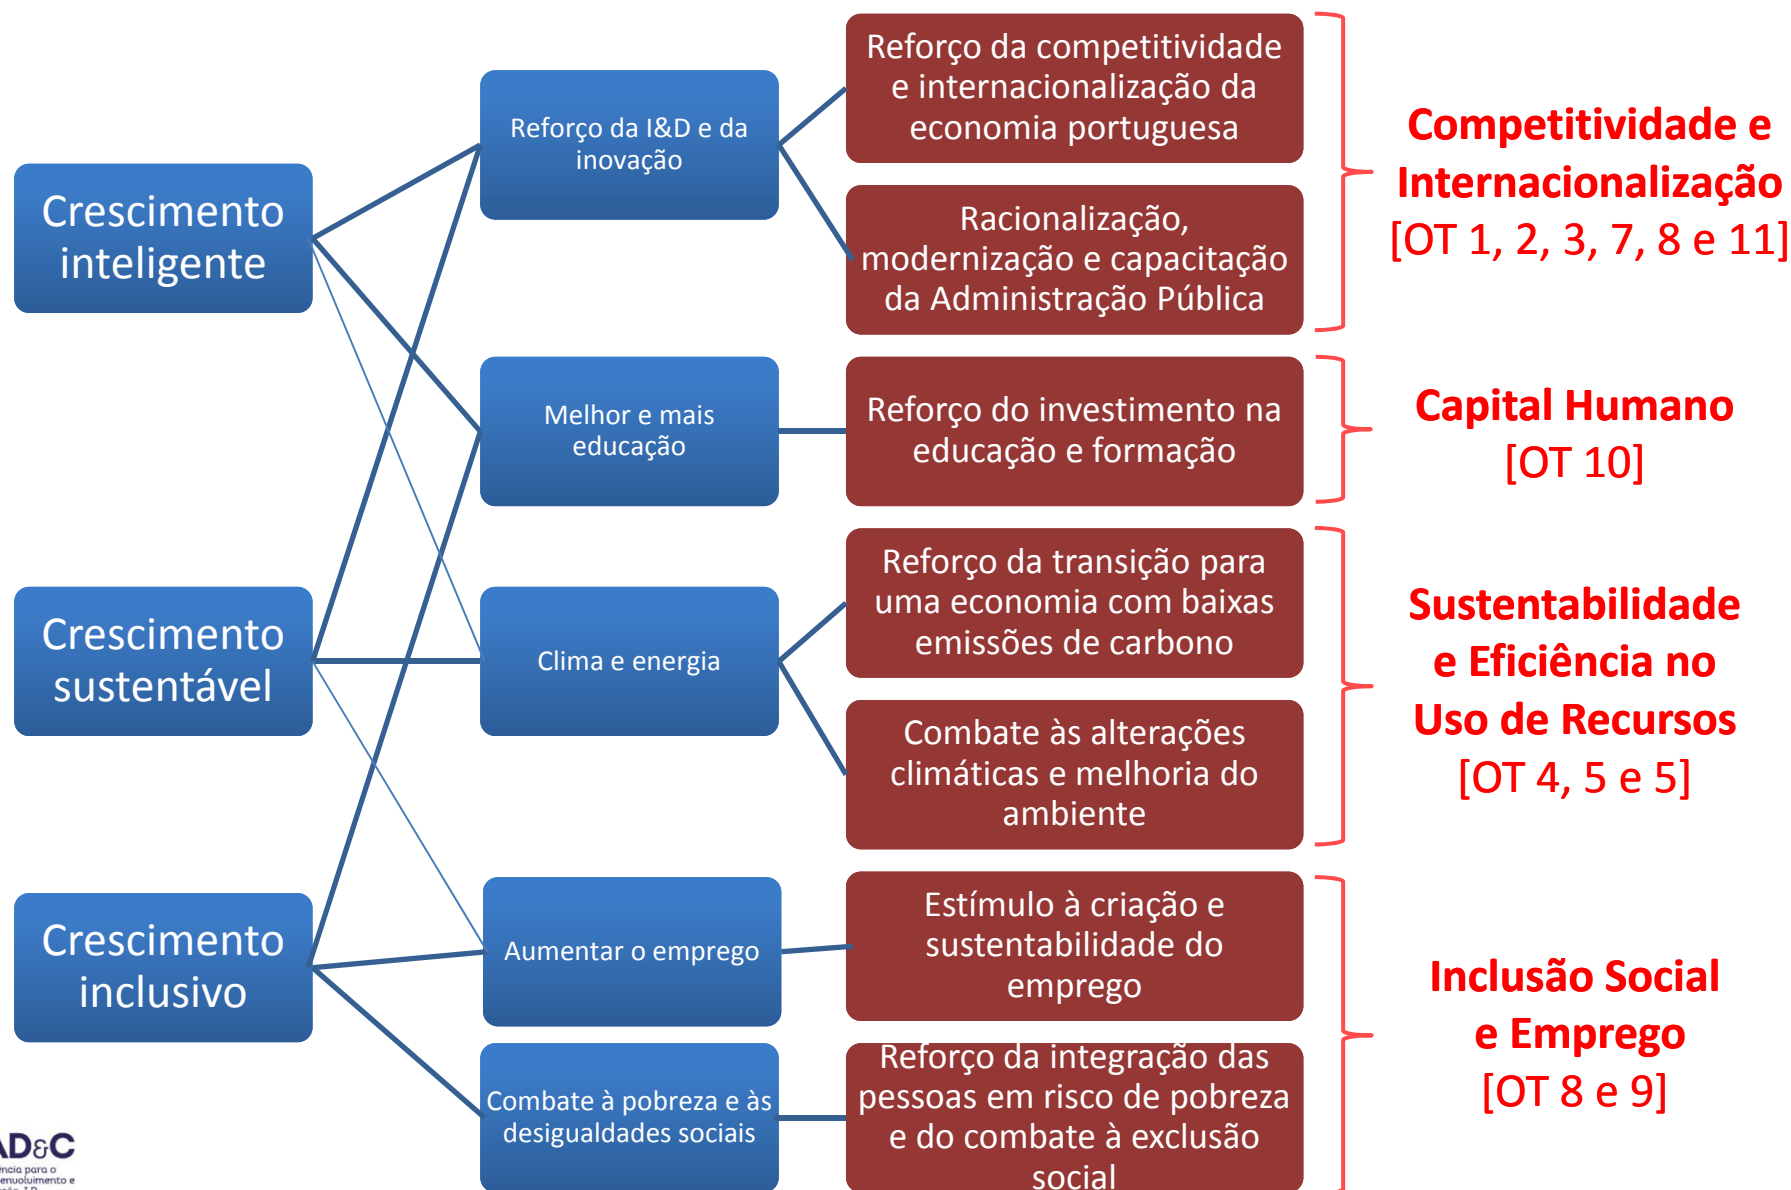 Crescimento
inteligente
Crescimento
sustentável
Crescimento
inclusivo
Reforço da I&D e da
inovação
Melhor e mais
educação
Clima e energia
Aumentar o emprego
Combate à pobreza e às
desigualdades sociais
Reforço da competitividade
e internacionalização da
economia portuguesa
Racionalização,
modernização e capacitação
da Administração Pública
Reforço do investimento na
educação e formação
Reforço da transição para
uma economia com baixas
emissões de carbono
Combate às alterações
climáticas e melhoria do
ambiente
Estímulo à criação e
sustentabilidade do
emprego
Reforço da integração das
pessoas em risco de pobreza
e do combate à exclusão
social
Competitividade e
Internacionalização
[OT 1, 2, 3, 7, 8 e 11]
Capital Humano
[OT 10]
Sustentabilidade
e Eficiência no
Uso de Recursos
[OT 4, 5 e 5]
Inclusão Social
e Emprego
[OT 8 e 9]
AD&C
para o
e